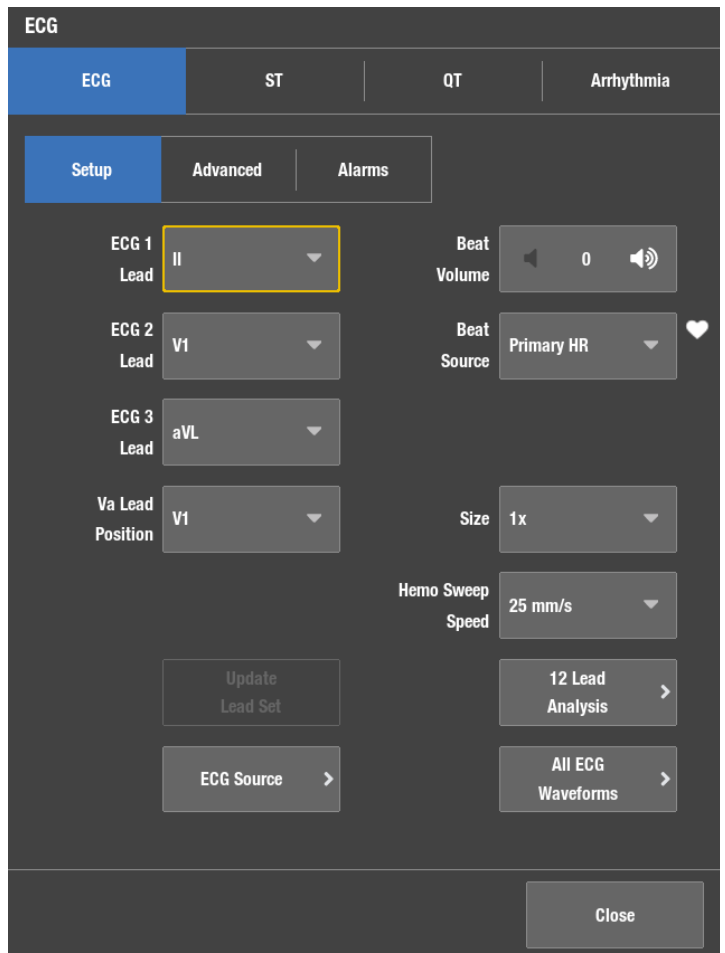 ECG
ECG ST QT Arrhythmia
Setup Advanced Alarms
ECG 1
Lead
II
Beat
Volume
0
ECG 2
Lead
V1
Beat
Source
Primary HR
ECG 3
Lead
aVL
Va Lead
Position
V1
Size
1x
Hemo Sweep
Speed
25 mm/s
Update
Lead Set
12 Lead
Analysis
ECG Source
All ECG
Waveforms
Close